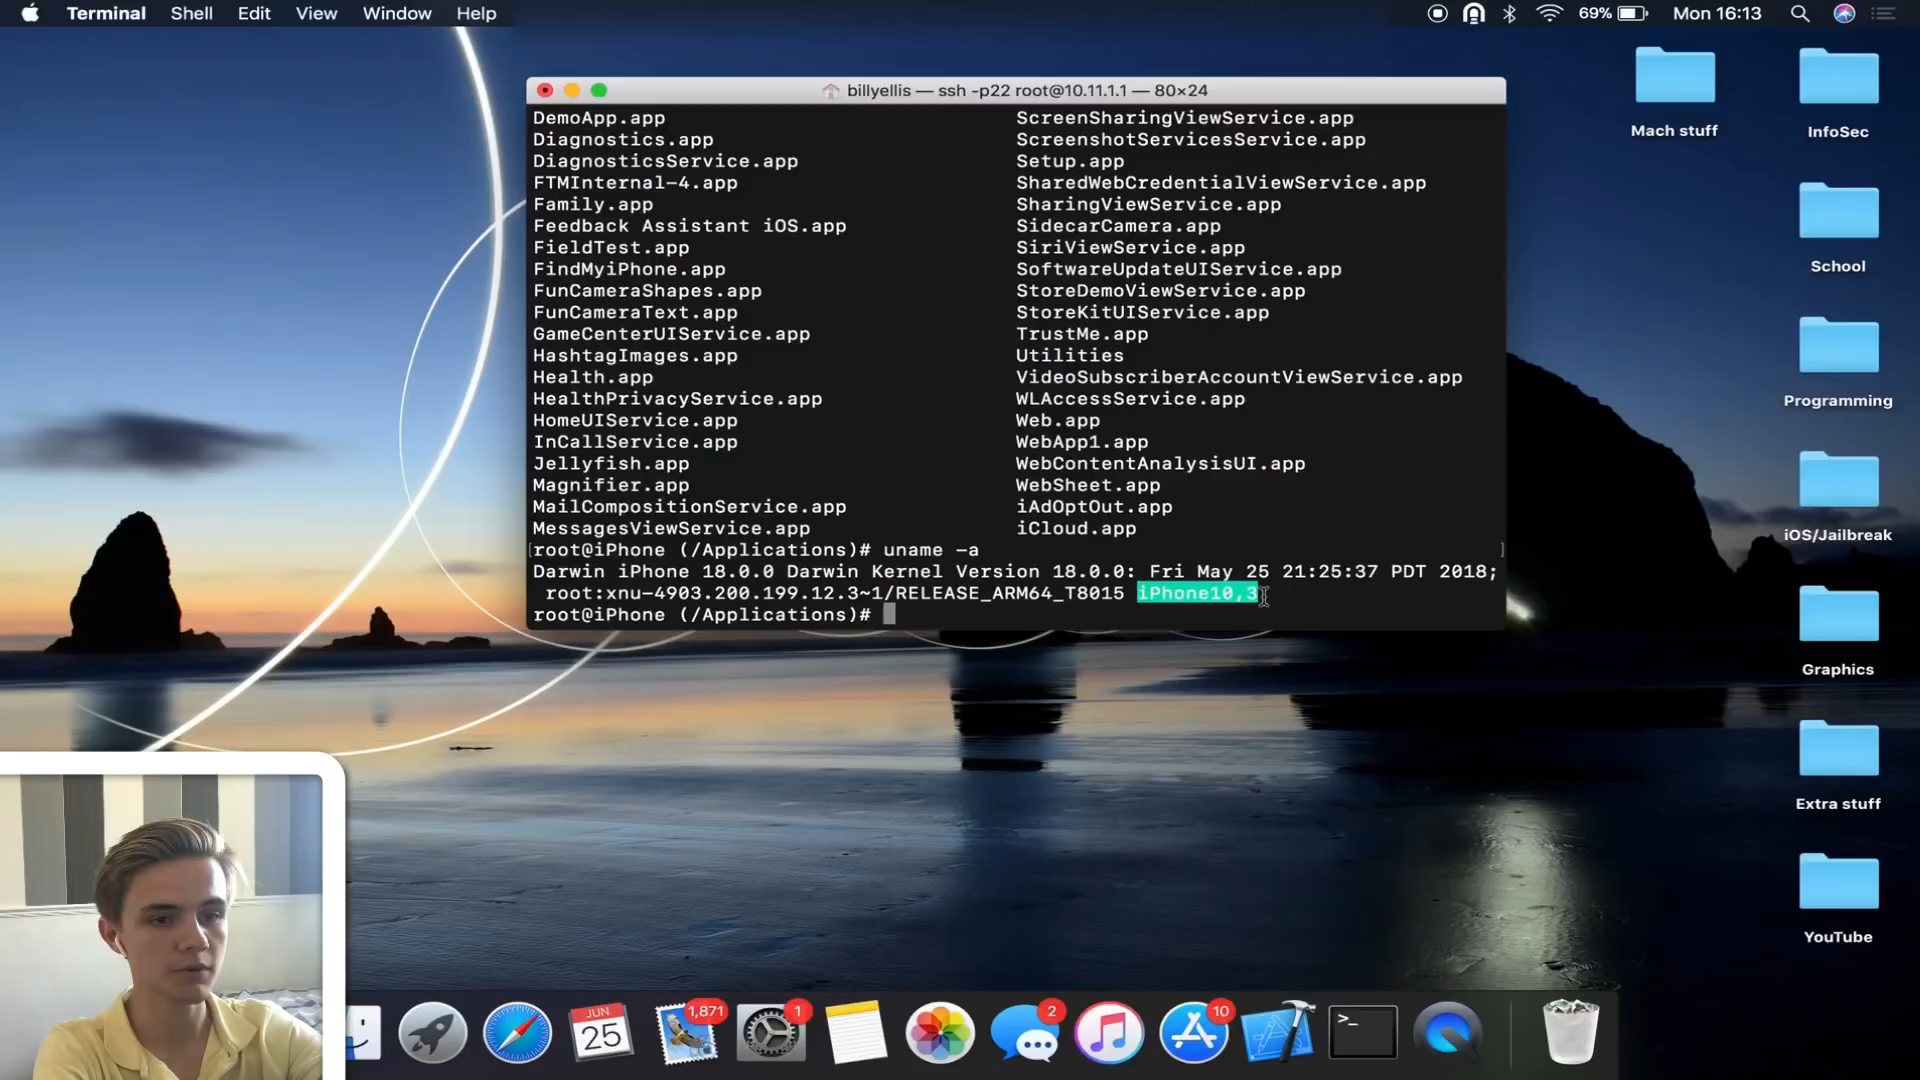 Terminal Shell Edit View Window Help 69% Mon 16:13
billyellis — ssh -p22 root@10.11.1.1 — 80×24
DemoApp.app ScreenSharingViewService.app
Diagnostics.app ScreenshotServicesService.app
DiagnosticsService.app Setup.app
FTMInternal-4.app SharedWebCredentialViewService.app
Family.app SharingViewService.app
Feedback Assistant iOS.app SidecarCamera.app
FieldTest.app SiriViewService.app
FindMyiPhone.app SoftwareUpdateUIService.app
FunCameraShapes.app StoreDemoViewService.app
FunCameraText.app StoreKitUIService.app
GameCenterUIService.app TrustMe.app
HashtagImages.app Utilities
Health.app VideoSubscriberAccountViewService.app
HealthPrivacyService.app WLAccessService.app
HomeUIService.app Web.app
InCallService.app WebApp1.app
Jellyfish.app WebContentAnalysisUI.app
Magnifier.app WebSheet.app
MailCompositionService.app iAdOptOut.app
MessagesViewService.app iCloud.app
[root@iPhone (/Applications)# uname -a ]
Darwin iPhone 18.0.0 Darwin Kernel Version 18.0.0: Fri May 25 21:25:37 PDT 2018;
root:xnu-4903.200.199.12.3~1/RELEASE_ARM64_T8015 iPhone10,3
root@iPhone (/Applications)#
Mach stuff
InfoSec
School
Programming
iOS/Jailbreak
Graphics
Extra stuff
YouTube
JUN
25
1,871
1
2
10
>_